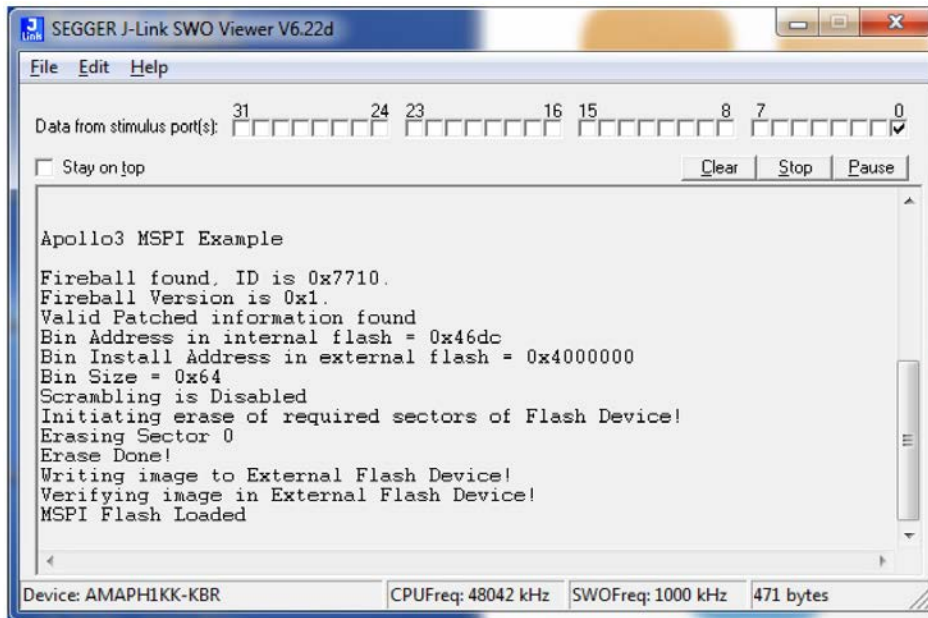 J Link SEGGER J-Link SWO Viewer V6.22d
File Edit Help
31 24 23 16 15 8 7 0
Data from stimulus port(s):
Stay on top Clear Stop Pause
Apollo3 MSPI Example
Fireball found, ID is 0x7710.
Fireball Version is 0x1.
Valid Patched information found
Bin Address in internal flash = 0x46dc
Bin Install Address in external flash = 0x4000000
Bin Size = 0x64
Scrambling is Disabled
Initiating erase of required sectors of Flash Device!
Erasing Sector 0
Erase Done!
Writing image to External Flash Device!
Verifying image in External Flash Device!
MSPI Flash Loaded
Device: AMAPH1KK-KBR CPUFreq: 48042 kHz SWOFreq: 1000 kHz 471 bytes